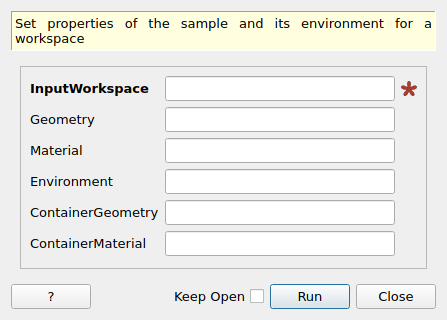 Set properties of the sample and its environment for a
workspace
InputWorkspace
Geometry
Material
Environment
ContainerGeometry
ContainerMaterial
? Keep Open Run Close